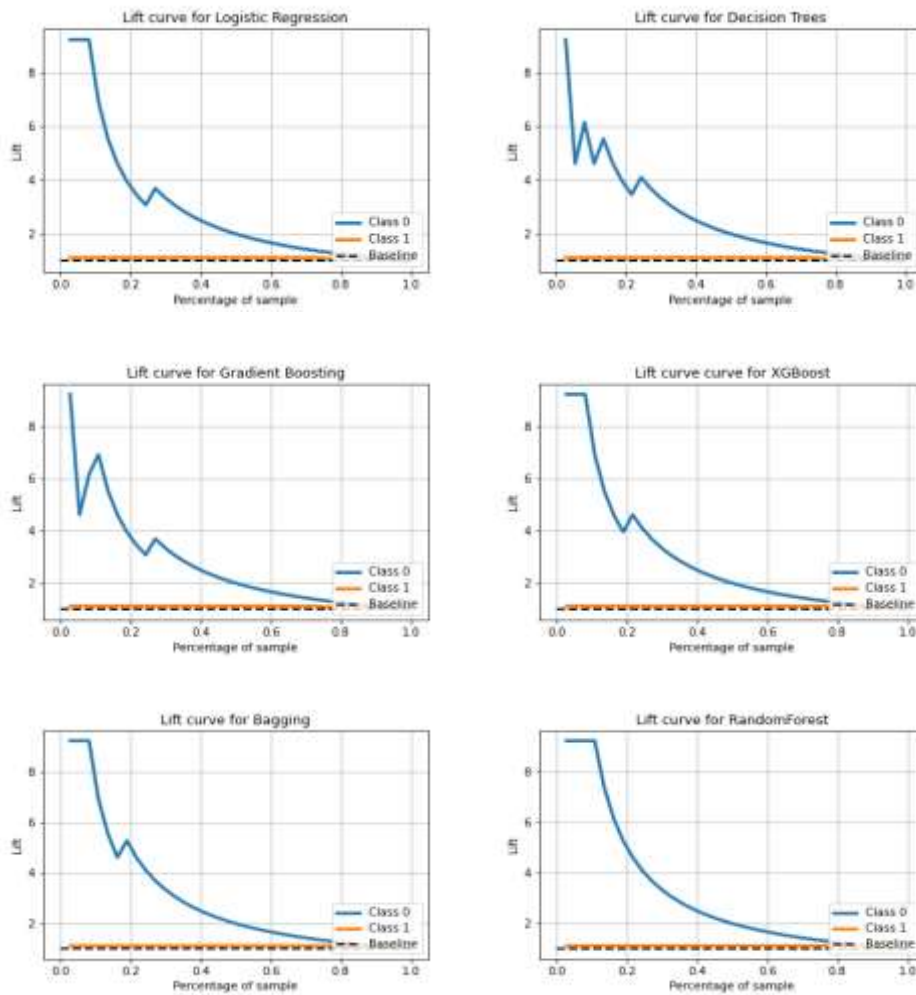 Lift curve for Logistic Regression
8
6
4
2
Lift
Class 0
Class 1
Baseline
0.0 0.2 0.4 0.6 0.8 1.0
Percentage of sample
Lift curve for Decision Trees
8
6
4
2
Lift
Class 0
Class 1
Baseline
0.0 0.2 0.4 0.6 0.8 1.0
Percentage of sample
Lift curve for Gradient Boosting
8
6
4
2
Lift
Class 0
Class 1
Baseline
0.0 0.2 0.4 0.6 0.8 1.0
Percentage of sample
Lift curve curve for XGBoost
8
6
4
2
Lift
Class 0
Class 1
Baseline
0.0 0.2 0.4 0.6 0.8 1.0
Percentage of sample
Lift curve for Bagging
8
6
4
2
Lift
Class 0
Class 1
Baseline
0.0 0.2 0.4 0.6 0.8 1.0
Percentage of sample
Lift curve for RandomForest
8
6
4
2
Lift
Class 0
Class 1
Baseline
0.0 0.2 0.4 0.6 0.8 1.0
Percentage of sample